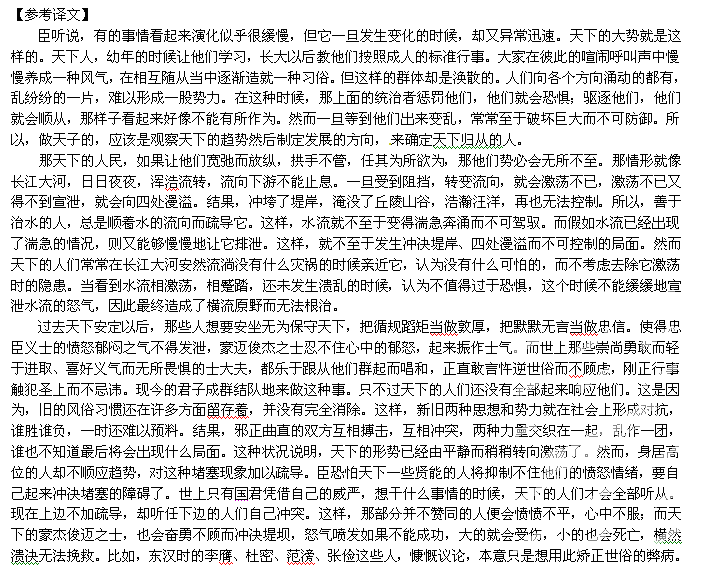 【参考译文】
臣听说，有的事情看起来演化似乎很缓慢，但它一旦发生变化的时候，却又异常迅速。天下的大势就是这
样的。天下人，幼年的时候让他们学习，长大以后教他们按照成人的标准行事。大家在彼此的喧闹呼叫声中慢
慢养成一种风气，在相互随从当中逐渐造就一种习俗。但这样的群体却是涣散的。人们向各个方向涌动的都有，
乱纷纷的一片，难以形成一股势力。在这种时候，那上面的统治者惩罚他们，他们就会恐惧；驱逐他们，他们
就会顺从，那样子看起来好像不能有所作为。然而一旦等到他们出来变乱，常常至于破坏巨大而不可防御。所
以，做天子的，应该是观察天下的趋势然后制定发展的方向，来确定天下归从的人。
那天下的人民，如果让他们宽弛而放纵，拱手不管，任其为所欲为，那他们势必会无所不至。那情形就像
长江大河，日日夜夜，浑浩流转，流向下游不能止息。一旦受到阻挡，转变流向，就会激荡不已，激荡不已又
得不到宣泄，就会向四处漫溢。结果，冲垮了堤岸，淹没了丘陵山谷，浩瀚汪洋，再也无法控制。所以，善于
治水的人，总是顺着水的流向而疏导它。这样，水流就不至于变得湍急奔涌而不可驾驭。而假如水流已经出现
了湍急的情况，则又能够慢慢地让它排泄。这样，就不至于发生冲决堤岸、四处漫溢而不可控制的局面。然而
天下的人们常常在长江大河安然流淌没有什么灾祸的时候亲近它，认为没有什么可怕的，而不考虑去除它激荡
时的隐患。当看到水流相激荡，相蹙踏，还未发生溃乱的时候，认为不值得过于恐惧，这个时候不能缓缓地宣
泄水流的怒气，因此最终造成了横流原野而无法根治。
过去天下安定以后，那些人想要安坐无为保守天下，把循规蹈矩当做敦厚，把默默无言当做忠信。使得忠
臣义士的愤怒郁闷之气不得发泄，豪迈俊杰之士忍不住心中的郁怒，起来振作士气。而世上那些崇尚勇敢而轻
于进取、喜好义气而无所畏惧的士大夫，都乐于跟从他们群起而唱和，正直敢言忤逆世俗而不顾虑，刚正行事
触犯圣上而不忌讳。现今的君子成群结队地来做这种事。只不过天下的人们还没有全部起来响应他们。这是因
为，旧的风俗习惯还在许多方面留存着，并没有完全消除。这样，新旧两种思想和势力就在社会上形成对抗，
谁胜谁负，一时还难以预料。结果，邪正曲直的双方互相搏击，互相冲突，两种力量交织在一起，乱作一团，
谁也不知道最后将会出现什么局面。这种状况说明，天下的形势已经由平静而稍稍转向激荡了。然而，身居高
位的人却不顺应趋势，对这种堵塞现象加以疏导。臣恐怕天下一些贤能的人将抑制不住他们的愤怒情绪，要自
己起来冲决堵塞的障碍了。世上只有国君凭借自己的威严，想干什么事情的时候，天下的人们才会全部听从。
现在上边不加疏导，却听任下边的人们自己冲突。这样，那部分并不赞同的人便会愤愤不平，心中不服；而天
下的豪杰俊迈之士，也会奋勇不顾而冲决堤坝，怒气喷发如果不能成功，大的就会受伤，小的也会死亡，横然
溃决无法挽救。比如，东汉时的李膺、杜密、范滂、张俭这些人，慷慨议论，本意只是想用此矫正世俗的弊病。